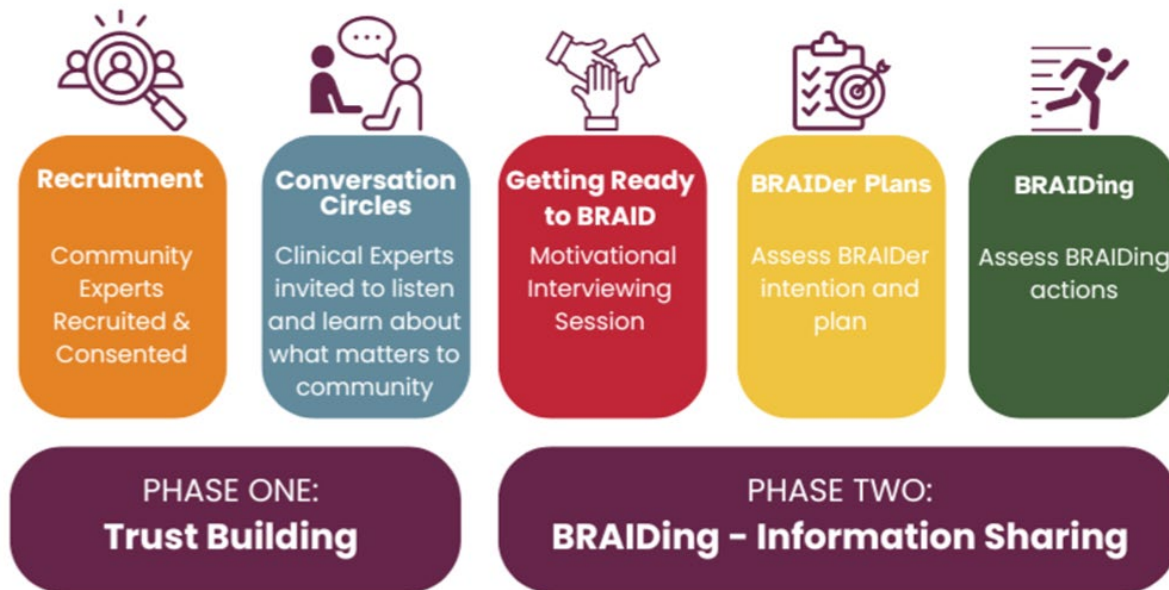 Recruitment
Community
Experts
Recruited &
Consented
Conversation
Circles
Clinical Experts
invited to listen
and learn about
what matters to
community
Getting Ready
to BRAID
Motivational
Interviewing
Session
BRAIDer Plans
Assess BRAIDer
intention and
plan
BRAIDing
Assess BRAIDing
actions
PHASE ONE:
Trust Building
PHASE TWO:
BRAIDing - Information Sharing